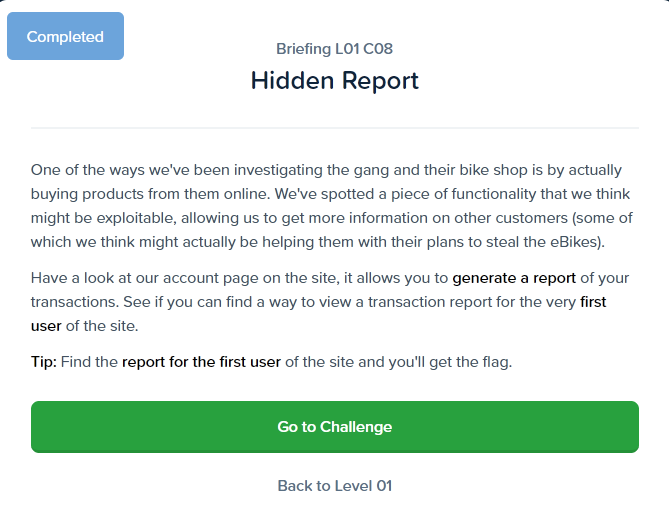 Completed
Briefing L01 C08
Hidden Report
One of the ways we've been investigating the gang and their bike shop is by actually
buying products from them online. We've spotted a piece of functionality that we think
might be exploitable, allowing us to get more information on other customers (some of
which we think might actually be helping them with their plans to steal the eBikes).
Have a look at our account page on the site, it allows you to generate a report of your
transactions. See if you can find a way to view a transaction report for the very first
user of the site.
Tip: Find the report for the first user of the site and you'll get the flag.
Go to Challenge
Back to Level 01